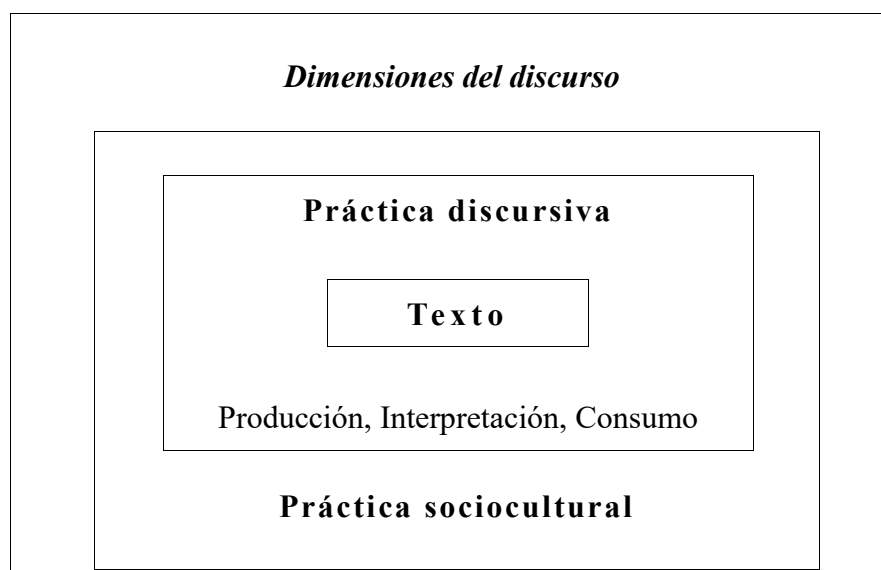 Dimensiones del discurso
Práctica discursiva
Texto
Producción, Interpretación, Consumo
Práctica sociocultural